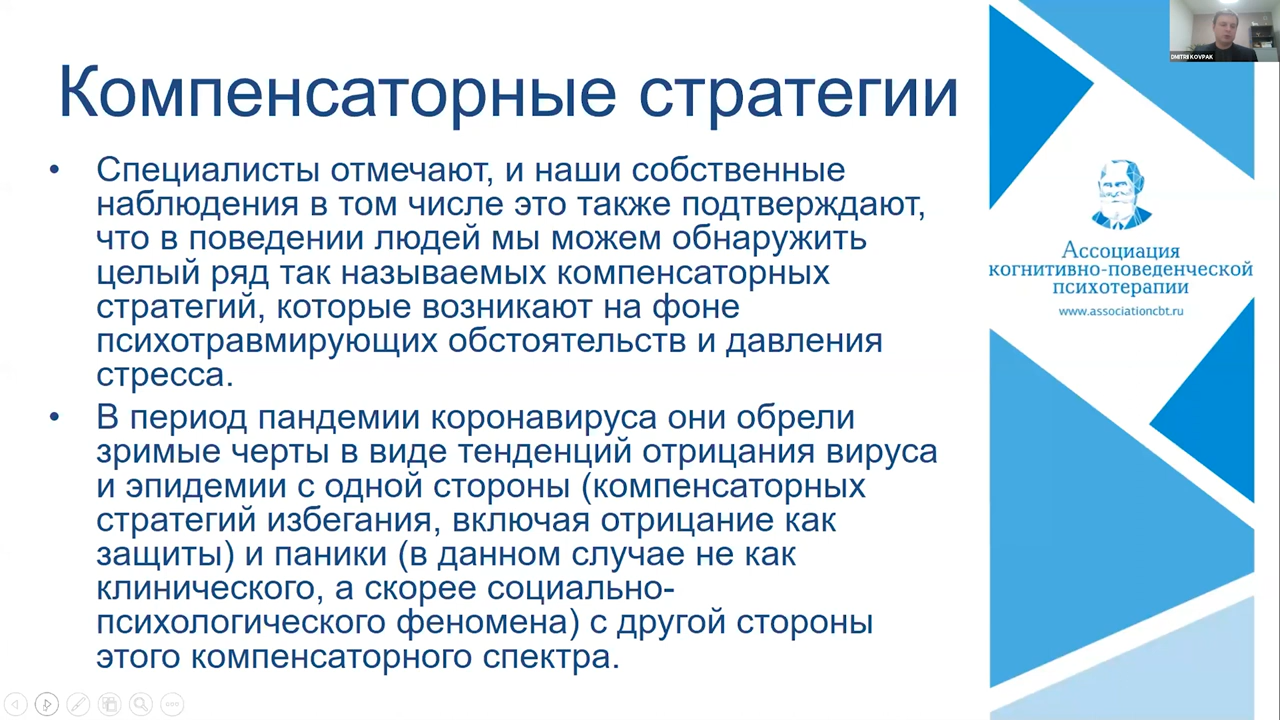 Компенсаторные стратегии
• Специалисты отмечают, и наши собственные
наблюдения в том числе это также подтверждают,
что в поведении людей мы можем обнаружить
целый ряд так называемых компенсаторных
стратегий, которые возникают на фоне
психотравмирующих обстоятельств и давления
стресса.
• В период пандемии коронавируса они обрели
зримые черты в виде тенденций отрицания вируса
и эпидемии с одной стороны (компенсаторных
стратегий избегания, включая отрицание как
защиты) и паники (в данном случае не как
клинического, а скорее социально-
психологического феномена) с другой стороны
этого компенсаторного спектра.
DMITRII KOVPAK
Ассоциация
когнитивно-поведенческой
психотерапии
www.associationcbt.ru